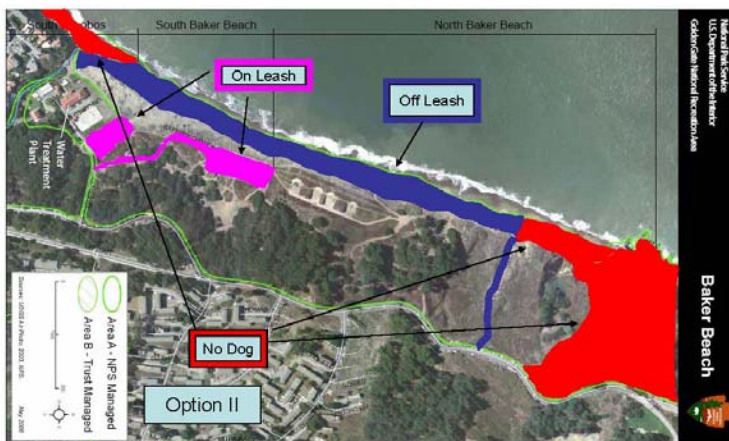 South Lobos
South Baker Beach
North Baker Beach
On Leash
Off Leash
Water
Treatment
Plant
No Dog
Option II
Area A - NPS Managed
Area B - Trust Managed
May 2006
National Park Service
U.S. Department of the Interior
Golden Gate National Recreation Area
Baker Beach